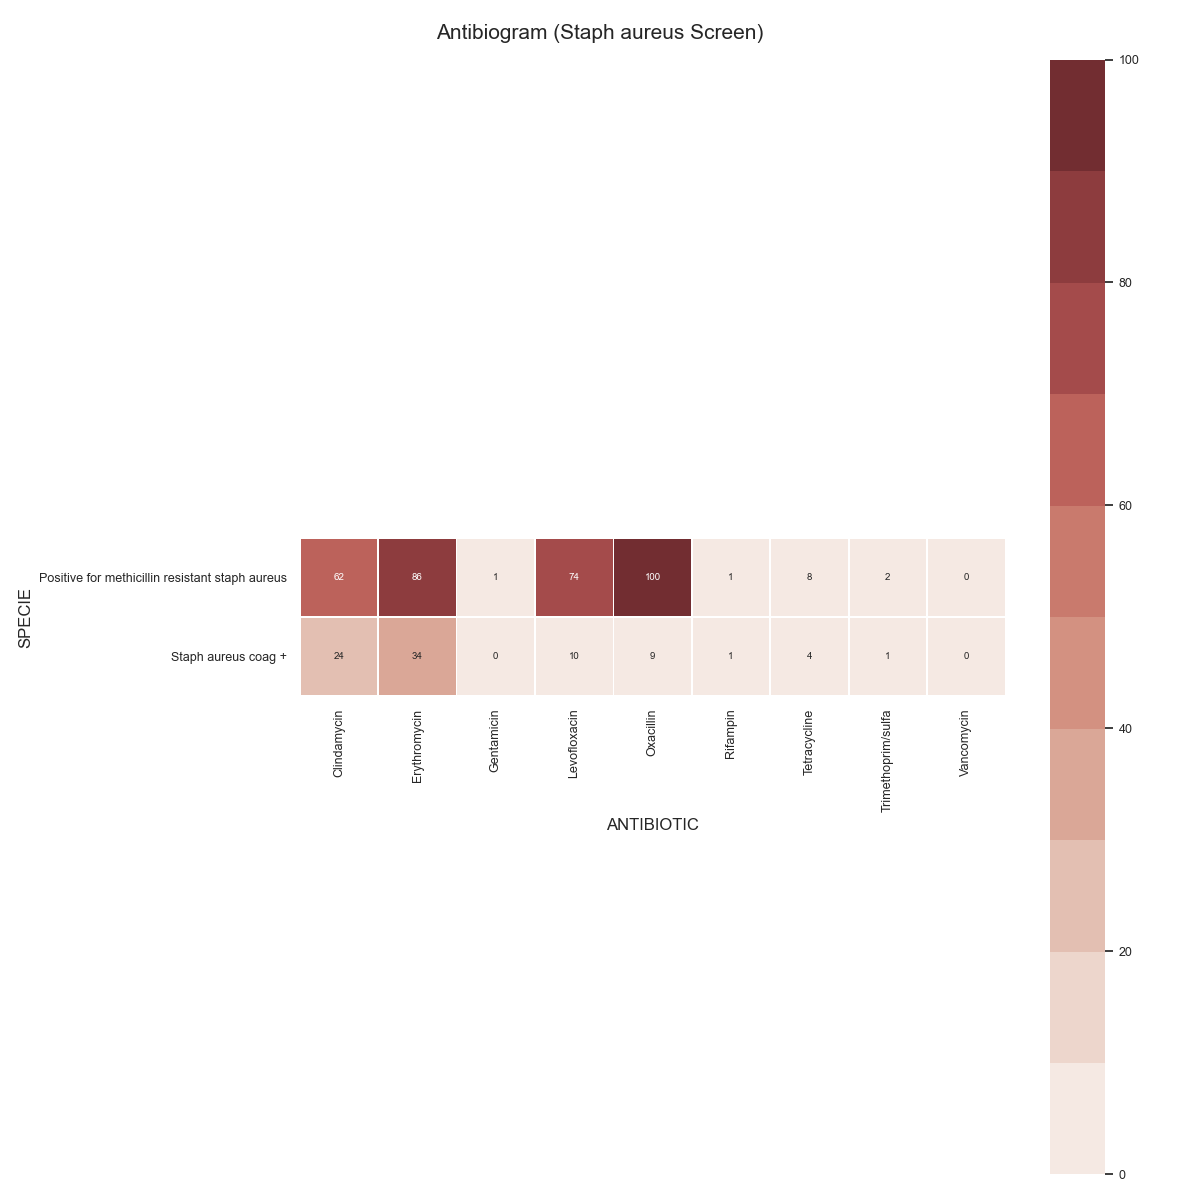 Antibiogram (Staph aureus Screen)
100
80
60
40
20
0
SPECIE
Positive for methicillin resistant staph aureus
62 86 1 74 100 1 8 2 0
Staph aureus coag +
24 34 0 10 9 1 4 1 0
Clindamycin
Erythromycin
Gentamicin
Levofloxacin
Oxacillin
Rifampin
Tetracycline
Trimethoprim/sulfa
Vancomycin
ANTIBIOTIC